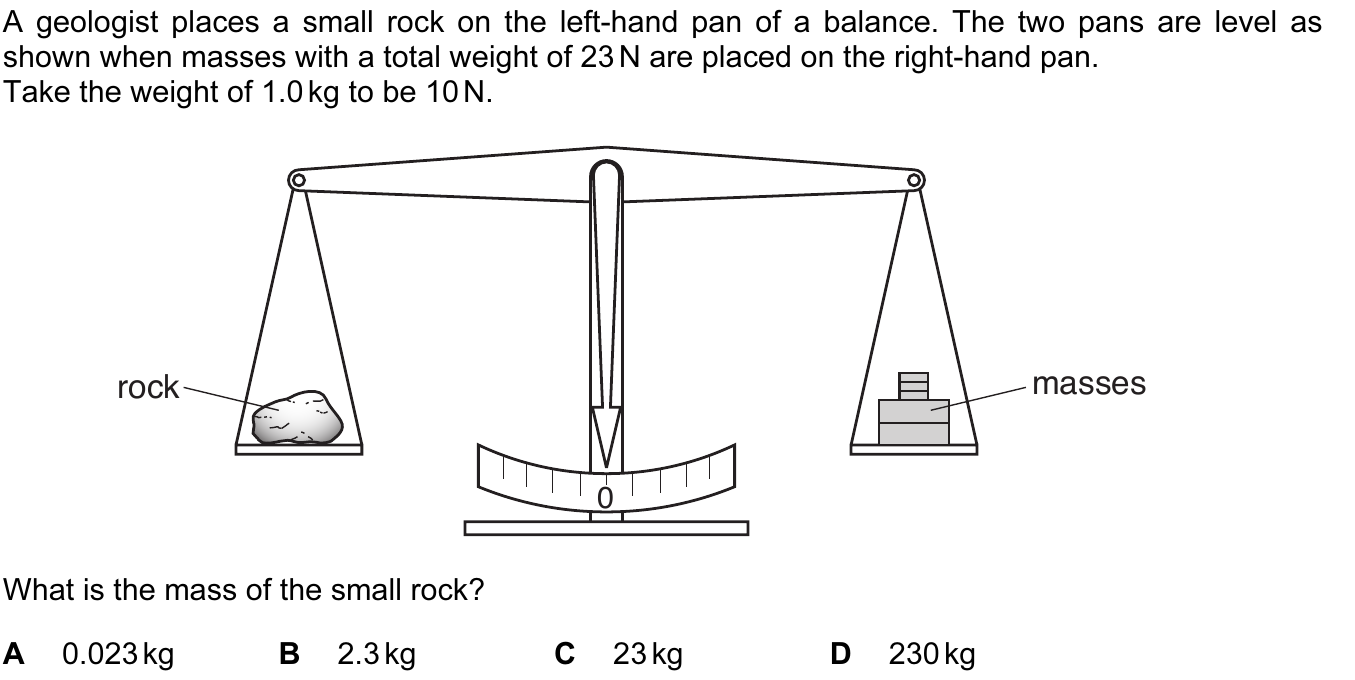 A geologist places a small rock on the left-hand pan of a balance. The two pans are level as
shown when masses with a total weight of 23 N are placed on the right-hand pan.
Take the weight of 1.0 kg to be 10 N.
rock
masses
0
What is the mass of the small rock?
A 0.023 kg B 2.3 kg C 23 kg D 230 kg